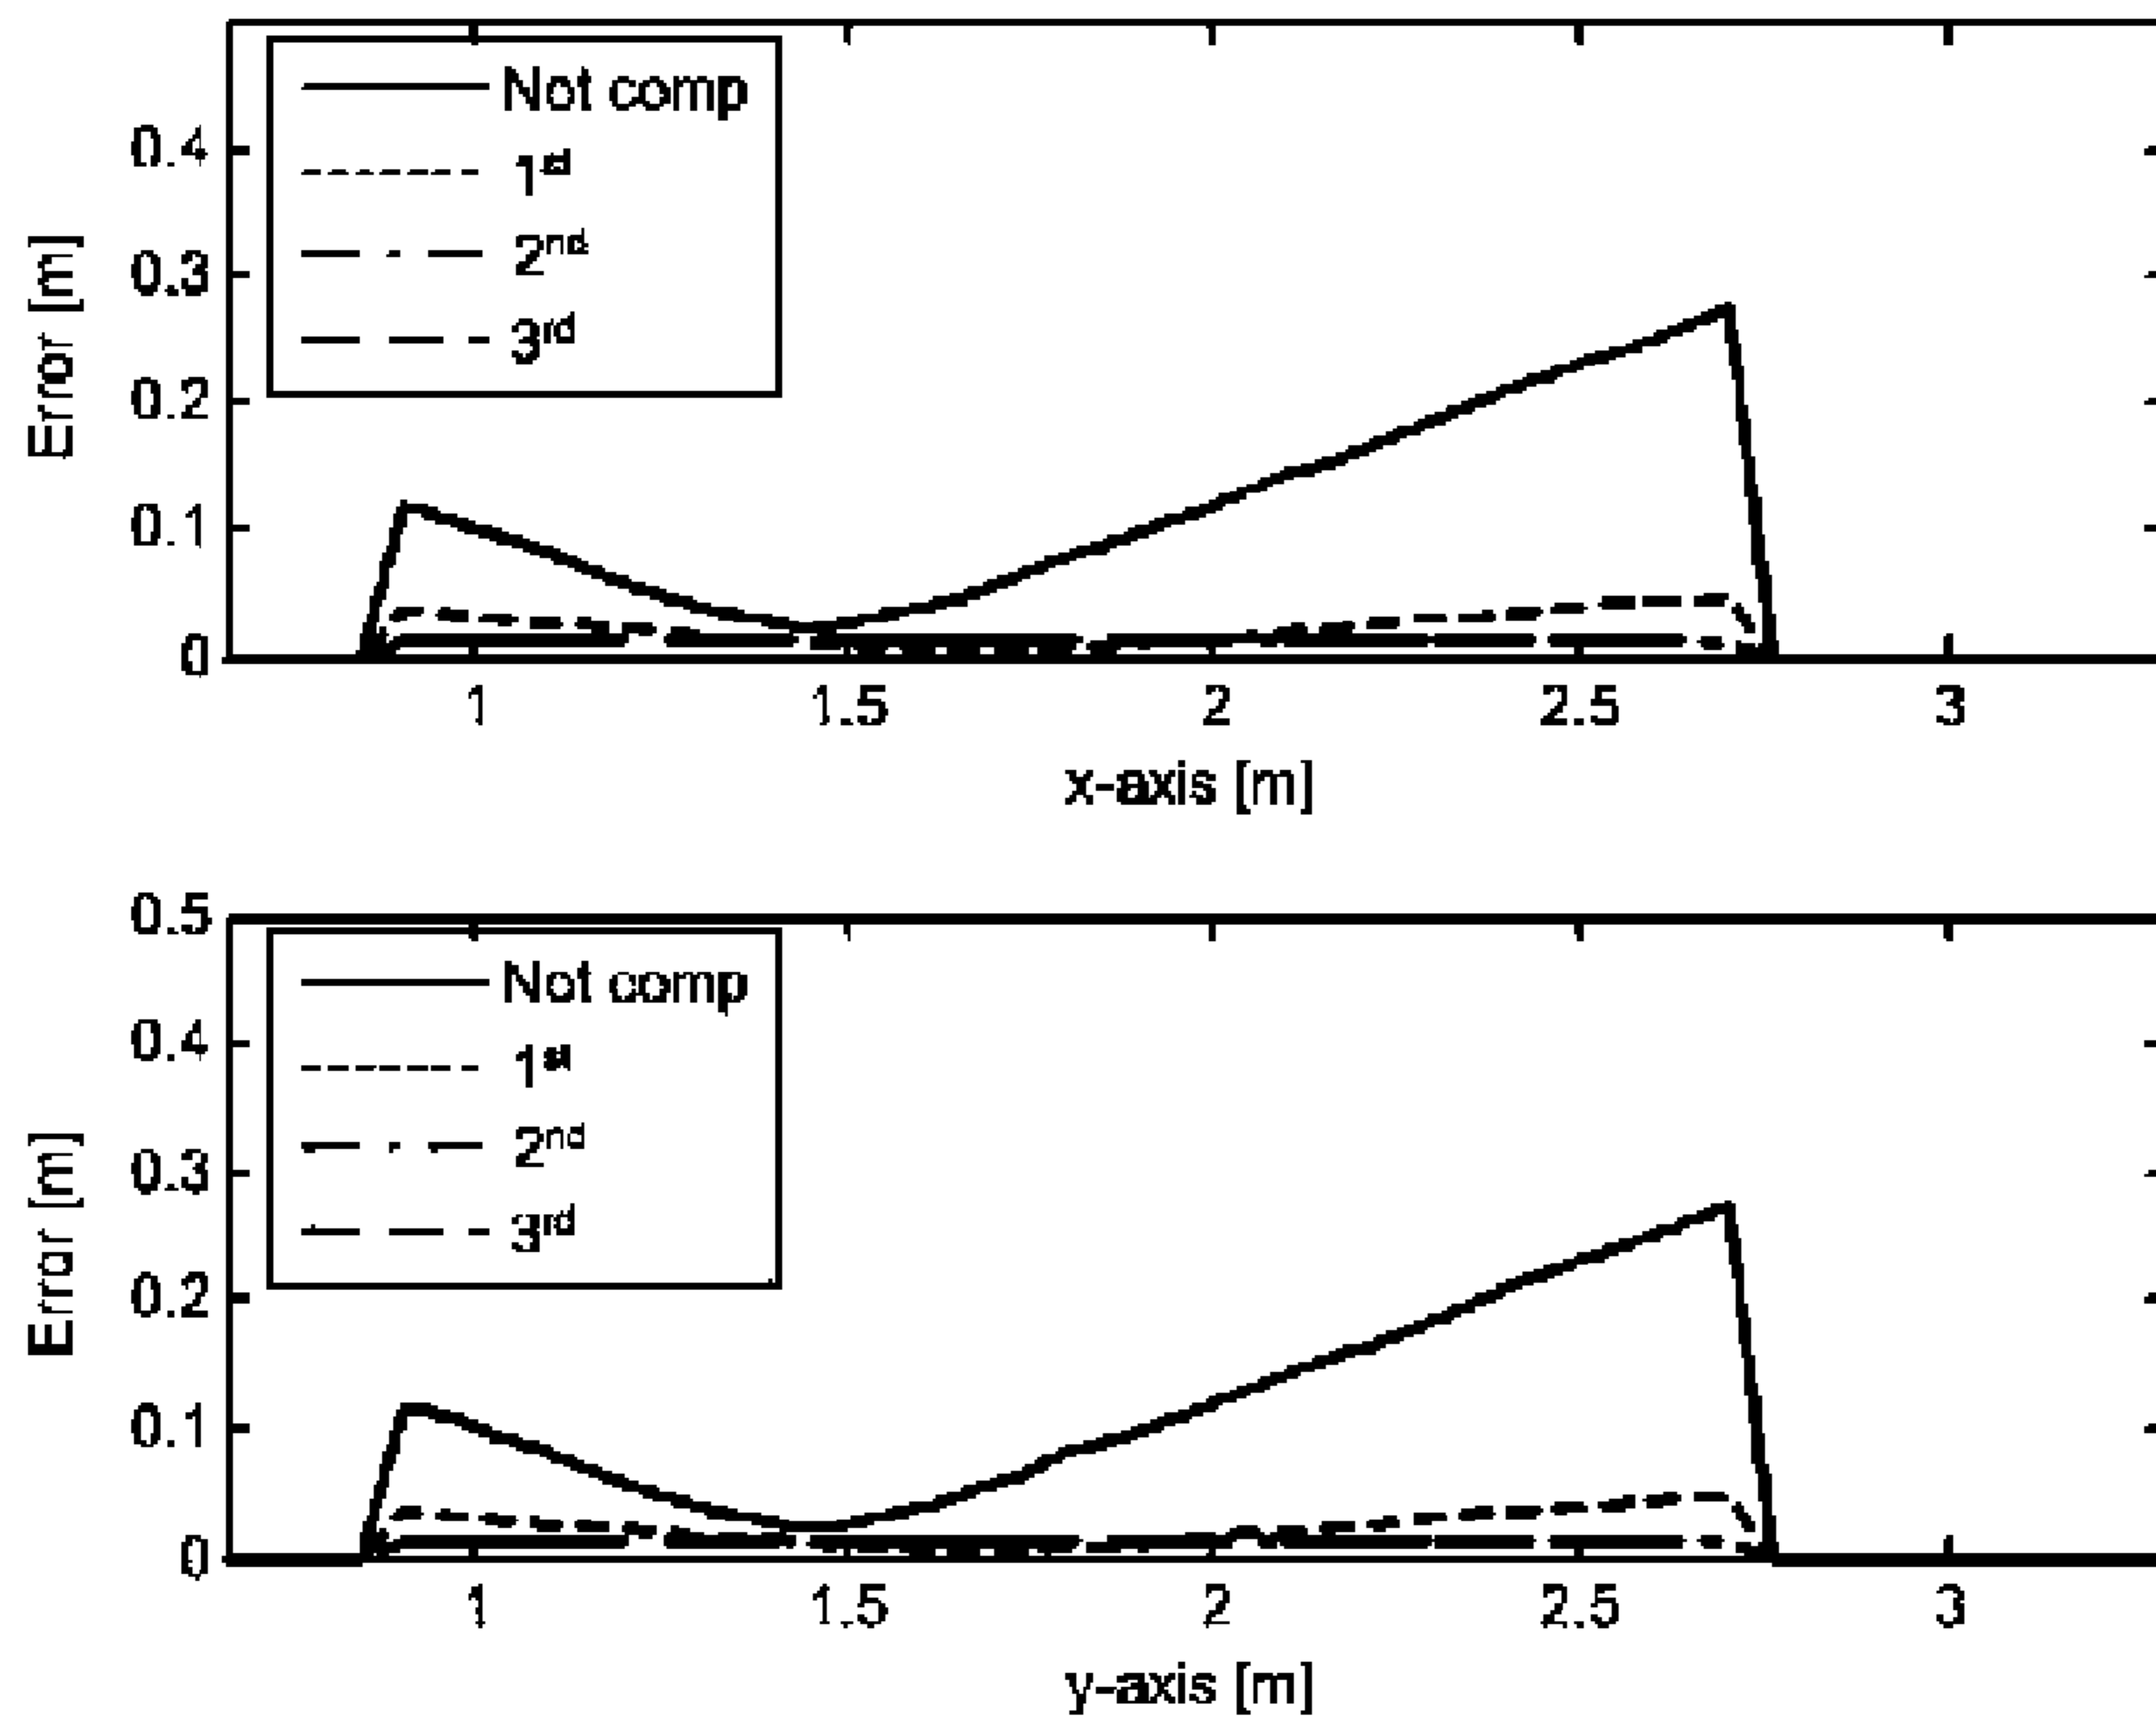 Not comp
1st
2nd
3rd
Error [m]
0.4
0.3
0.2
0.1
0
1 1.5 2 2.5 3
x-axis [m]
Not comp
1st
2nd
3rd
Error [m]
0.5
0.4
0.3
0.2
0.1
0
1 1.5 2 2.5 3
y-axis [m]